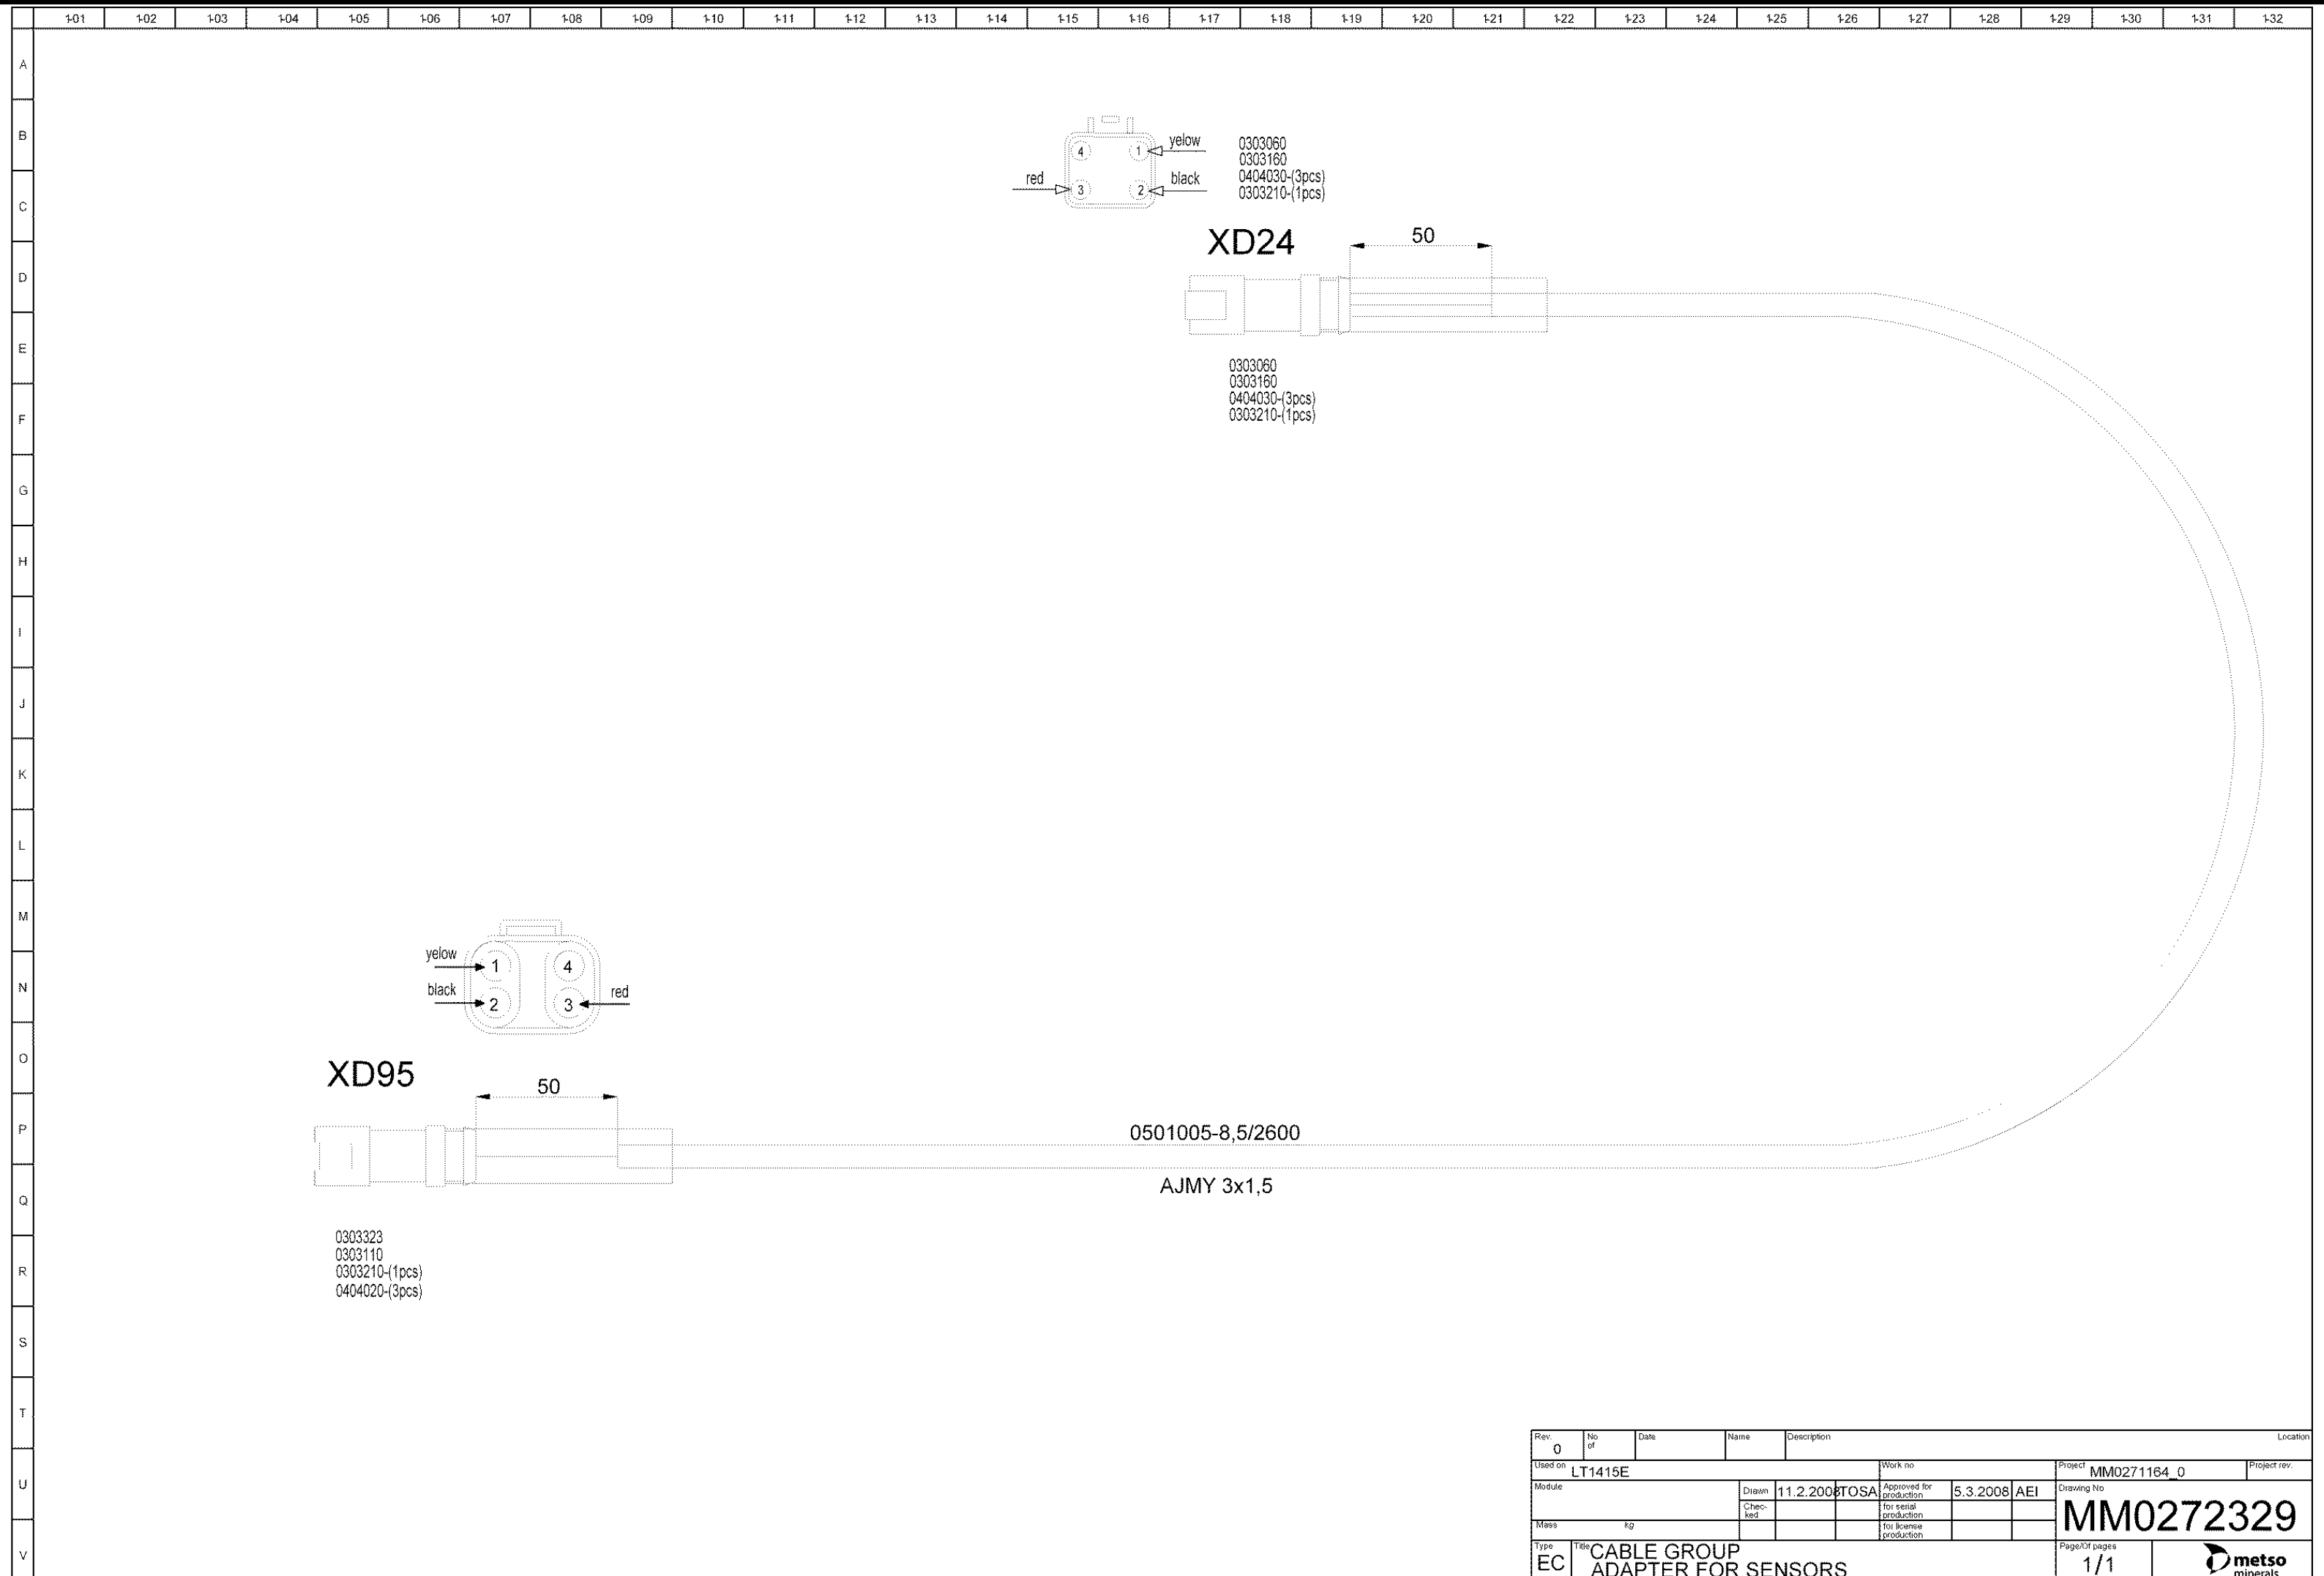 1-01 1-02 1-03 1-04 1-05 1-06 1-07 1-08 1-09 1-10 1-11 1-12 1-13 1-14 1-15 1-16 1-17 1-18 1-19 1-20 1-21 1-22 1-23 1-24 1-25 1-26 1-27 1-28 1-29 1-30 1-31 1-32
A
B
C
D
E
F
G
H
I
J
K
L
M
N
O
P
Q
R
S
T
U
V
4 1 yelow
red 3 2 black
0303060
0303160
0404030-(3pcs)
0303210-(1pcs)
XD24
50
0303060
0303160
0404030-(3pcs)
0303210-(1pcs)
yelow 1 4
black 2 3 red
XD95
50
0501005-8,5/2600
AJMY 3x1,5
0303323
0303110
0303210-(1pcs)
0404020-(3pcs)
Rev. 0 No of Date Name Description Location
Used on LT1415E Work no Project MM0271164_0 Project rev.
Module Drawn 11.2.2008 TOSA Approved for production 5.3.2008 AEI Drawing No
Chec-ked for serial production MM0272329
Mass kg for license production
Type EC Title CABLE GROUP Page/Of pages 1/1 metso
ADAPTER FOR SENSORS minerals